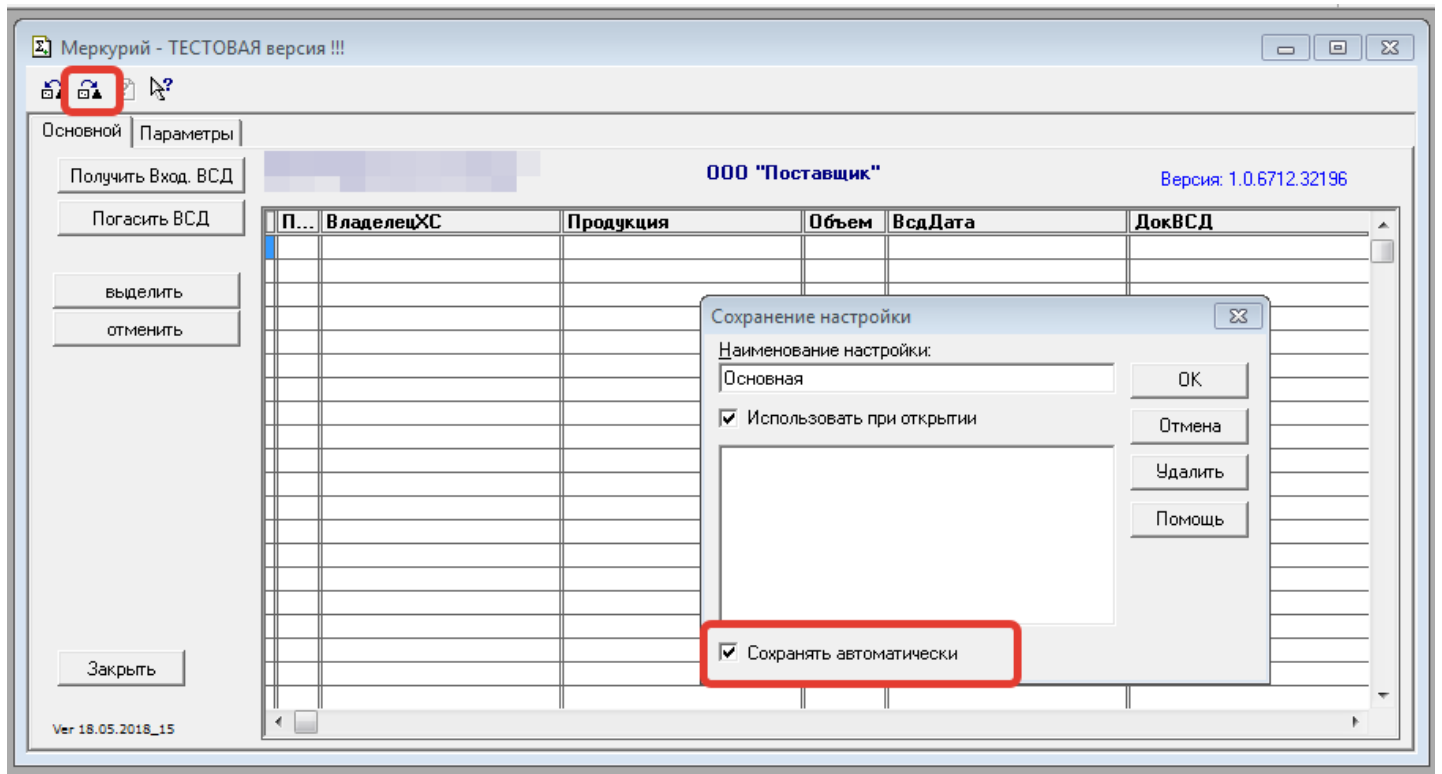 Меркурий - ТЕСТОВАЯ версия !!!
Основной Параметры
Получить Вход. ВСД
ООО "Поставщик"
Версия: 1.0.6712.32196
Погасить ВСД
П... ВладелецХС Продукция Объем ВсдДата ДокВСД
выделить
отменить
Сохранение настройки
Наименование настройки:
Основная
ОК
Использовать при открытии
Отмена
Удалить
Помощь
Сохранять автоматически
Закрыть
Ver 18.05.2018_15